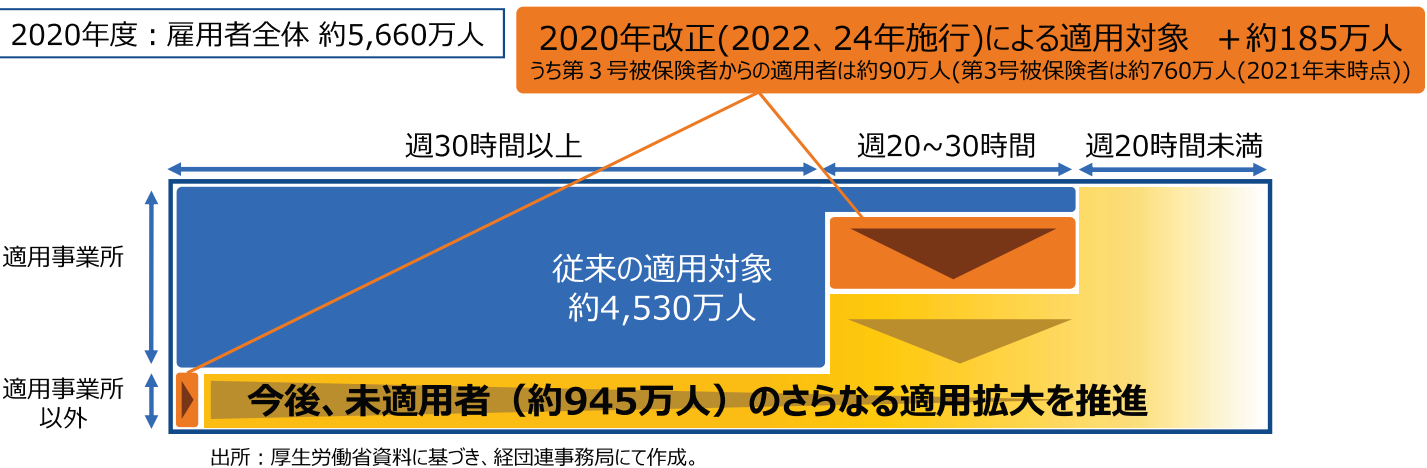 2020年度：雇用者全体 約5,660万人
2020年改正(2022、24年施行)による適用対象　＋約185万人
うち第３号被保険者からの適用者は約90万人(第3号被保険者は約760万人(2021年末時点))
週30時間以上
週20~30時間
週20時間未満
適用事業所
従来の適用対象
約4,530万人
適用事業所
以外
今後、未適用者（約945万人）のさらなる適用拡大を推進
出所：厚生労働省資料に基づき、経団連事務局にて作成。